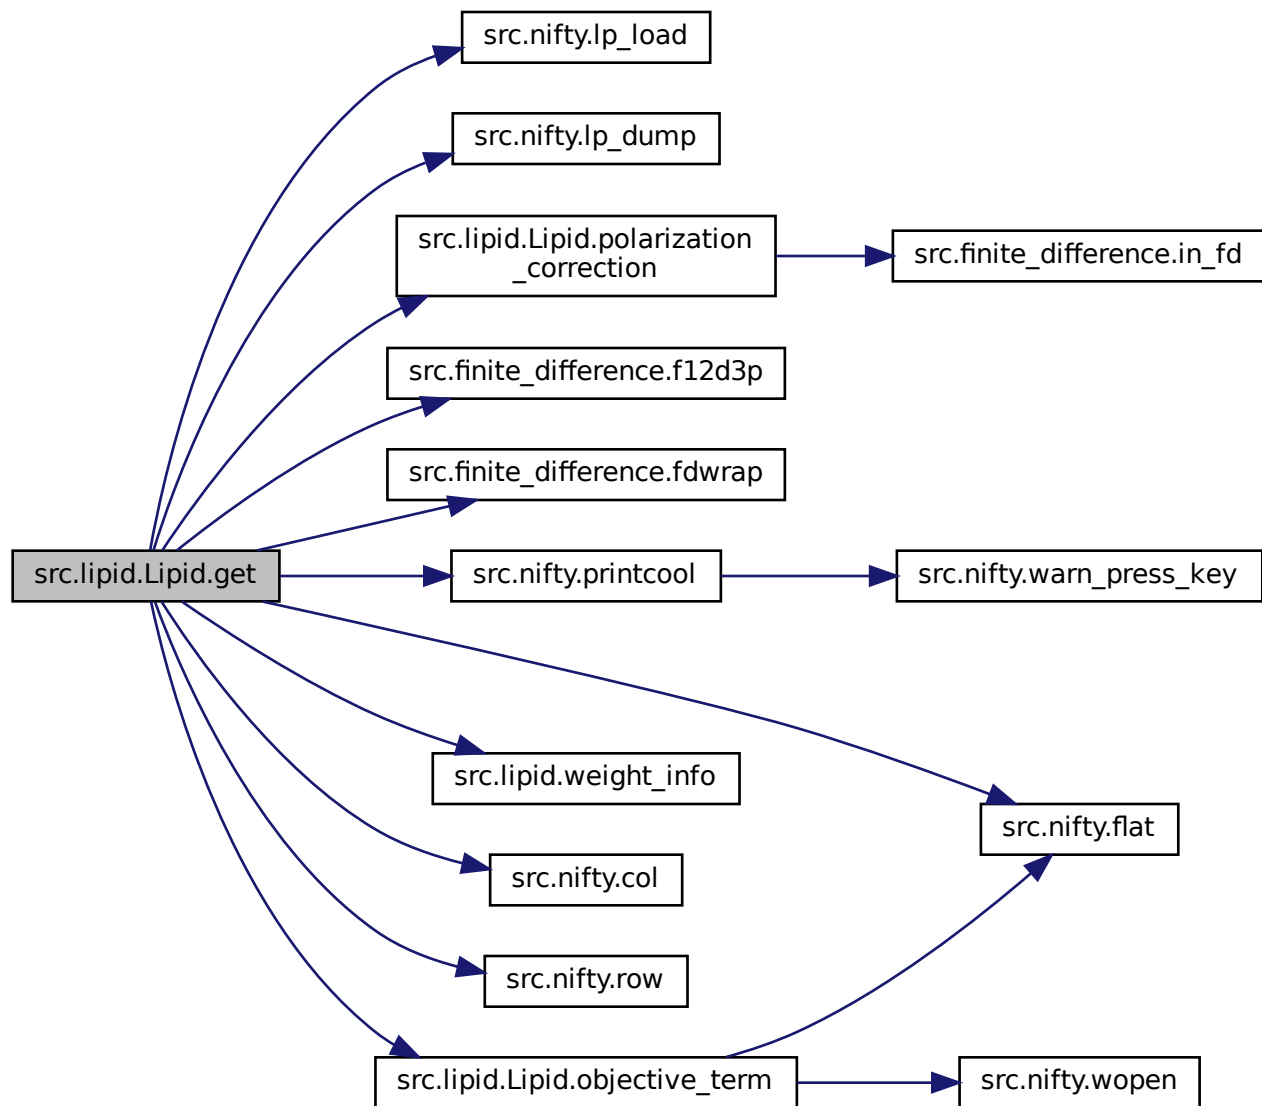 src.nifty.lp_load
src.nifty.lp_dump
src.lipid.Lipid.polarization
_correction
src.finite_difference.in_fd
src.finite_difference.f12d3p
src.finite_difference.fdwrap
src.lipid.Lipid.get
src.nifty.printcool
src.nifty.warn_press_key
src.lipid.weight_info
src.nifty.flat
src.nifty.col
src.nifty.row
src.lipid.Lipid.objective_term
src.nifty.wopen